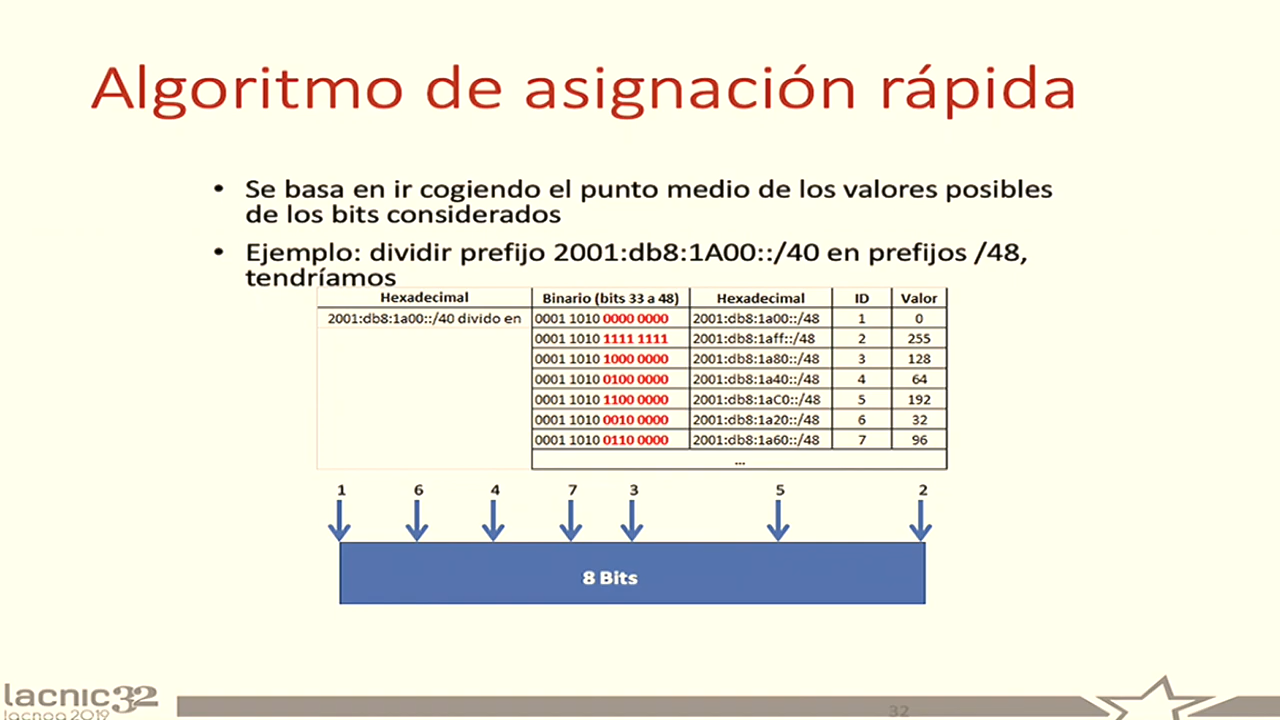 Algoritmo de asignación rápida
• Se basa en ir cogiendo el punto medio de los valores posibles
de los bits considerados
• Ejemplo: dividir prefijo 2001:db8:1A00::/40 en prefijos /48,
tendríamos
Hexadecimal Binario (bits 33 a 48) Hexadecimal ID Valor
2001:db8:1a00::/40 divido en 0001 1010 0000 0000 2001:db8:1a00::/48 1 0
0001 1010 1111 1111 2001:db8:1aff::/48 2 255
0001 1010 1000 0000 2001:db8:1a80::/48 3 128
0001 1010 0100 0000 2001:db8:1a40::/48 4 64
0001 1010 1100 0000 2001:db8:1aC0::/48 5 192
0001 1010 0010 0000 2001:db8:1a20::/48 6 32
0001 1010 0110 0000 2001:db8:1a60::/48 7 96
...
1 6 4 7 3 5 2
8 Bits
lacnic32
lacnog 2019
32